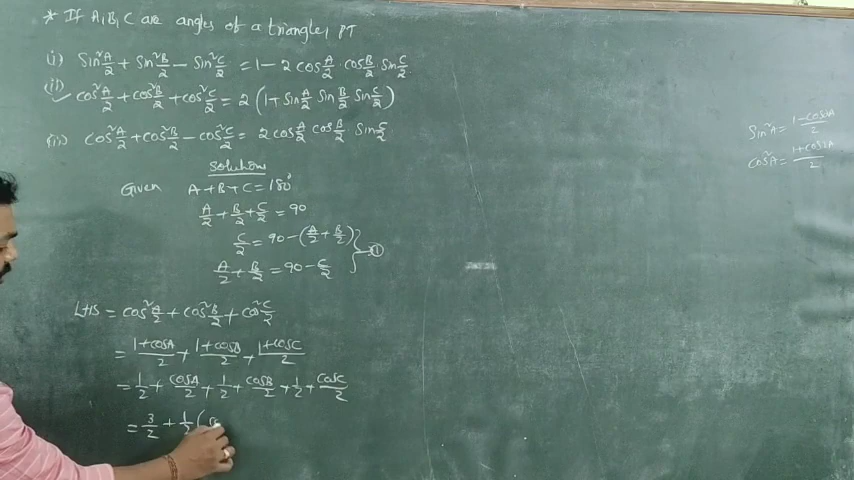 * If A, B, C are angles of a triangle, PT
i) Sin²A/2 + Sin²B/2 − Sin²C/2 = 1 − 2 cos A/2 · cos B/2 · Sin C/2
ii) cos²A/2 + cos²B/2 + cos²C/2 = 2 (1 + Sin A/2 Sin B/2 Sin C/2)
iii) cos²A/2 + cos²B/2 − cos²C/2 = 2 cos A/2 cos B/2 Sin C/2
Solution
Given A + B + C = 180°
A/2 + B/2 + C/2 = 90
C/2 = 90 − (A/2 + B/2)
A/2 + B/2 = 90 − C/2
→ ①
LHS = cos²A/2 + cos²B/2 + cos²C/2
= (1 + cosA)/2 + (1 + cosB)/2 + (1 + cosC)/2
= 1/2 + cosA/2 + 1/2 + cosB/2 + 1/2 + cosC/2
= 3/2 + 1/2 (
Sin²A = (1 − cos2A)/2
cos²A = (1 + cos2A)/2